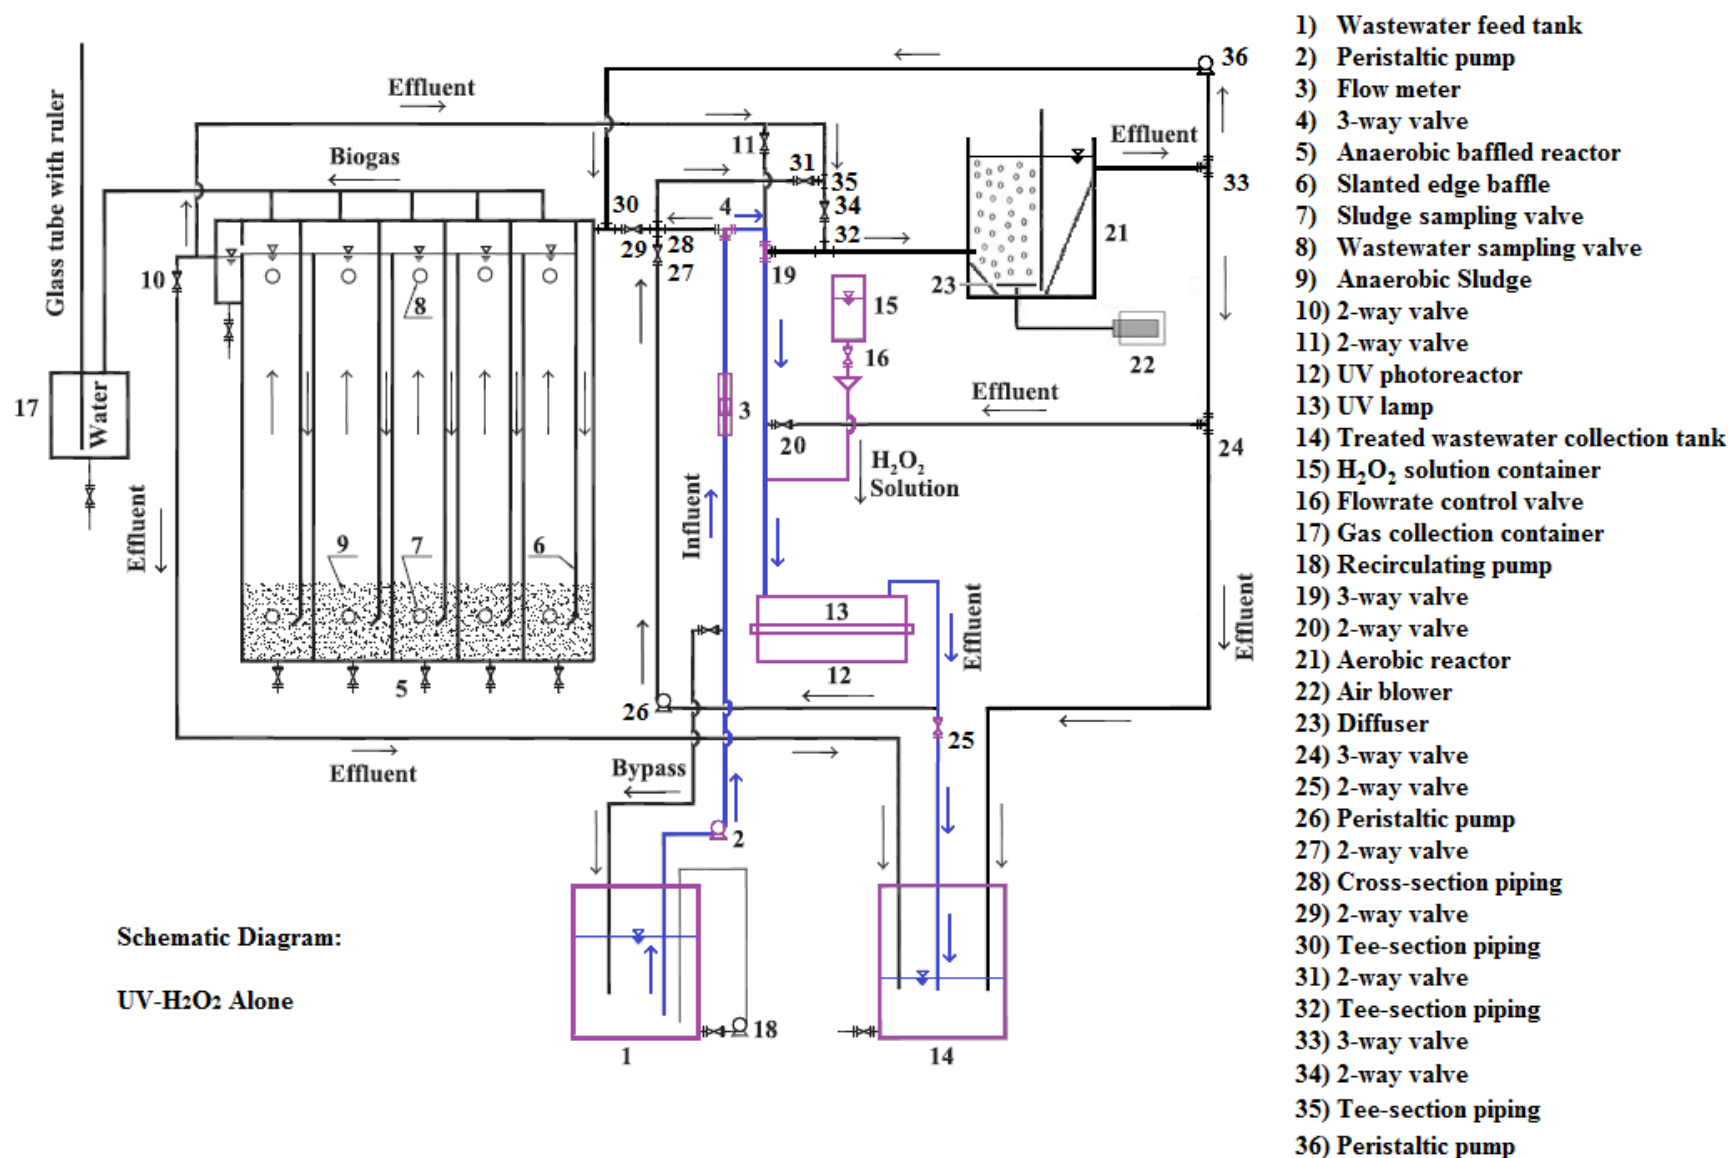 36
Effluent
Glass tube with ruler
11
Effluent
Biogas
31
35
33
30
4
34
32
21
29
28
27
19
10
8
23
15
16
22
17
Water
3
Effluent
20
24
H₂O₂
Solution
Effluent
Influent
9
7
6
13
Effluent
Effluent
12
5
26
25
Effluent
Bypass
2
Schematic Diagram:
UV-H2O2 Alone
18
1
14
1) Wastewater feed tank
2) Peristaltic pump
3) Flow meter
4) 3-way valve
5) Anaerobic baffled reactor
6) Slanted edge baffle
7) Sludge sampling valve
8) Wastewater sampling valve
9) Anaerobic Sludge
10) 2-way valve
11) 2-way valve
12) UV photoreactor
13) UV lamp
14) Treated wastewater collection tank
15) H₂O₂ solution container
16) Flowrate control valve
17) Gas collection container
18) Recirculating pump
19) 3-way valve
20) 2-way valve
21) Aerobic reactor
22) Air blower
23) Diffuser
24) 3-way valve
25) 2-way valve
26) Peristaltic pump
27) 2-way valve
28) Cross-section piping
29) 2-way valve
30) Tee-section piping
31) 2-way valve
32) Tee-section piping
33) 3-way valve
34) 2-way valve
35) Tee-section piping
36) Peristaltic pump